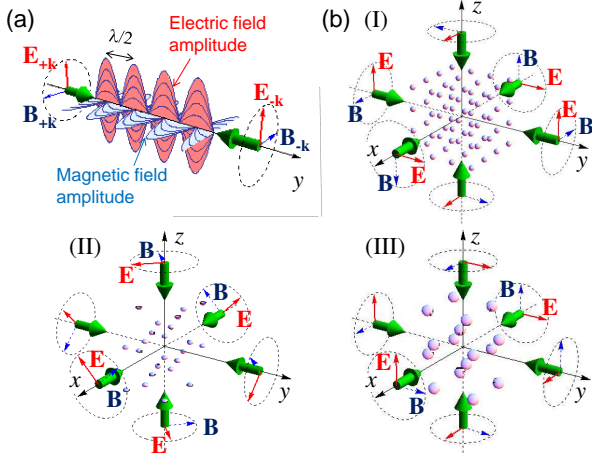 (a)
λ/2
Electric field
amplitude
E+k
B+k
E-k
B-k
Magnetic field
amplitude
y
(b)
(I)
z
B
E
E
E
B
B
x
B
E
y
(II)
z
B
E
B
E
x
E
B
y
E
B
(III)
z
B
E
x
E
B
y